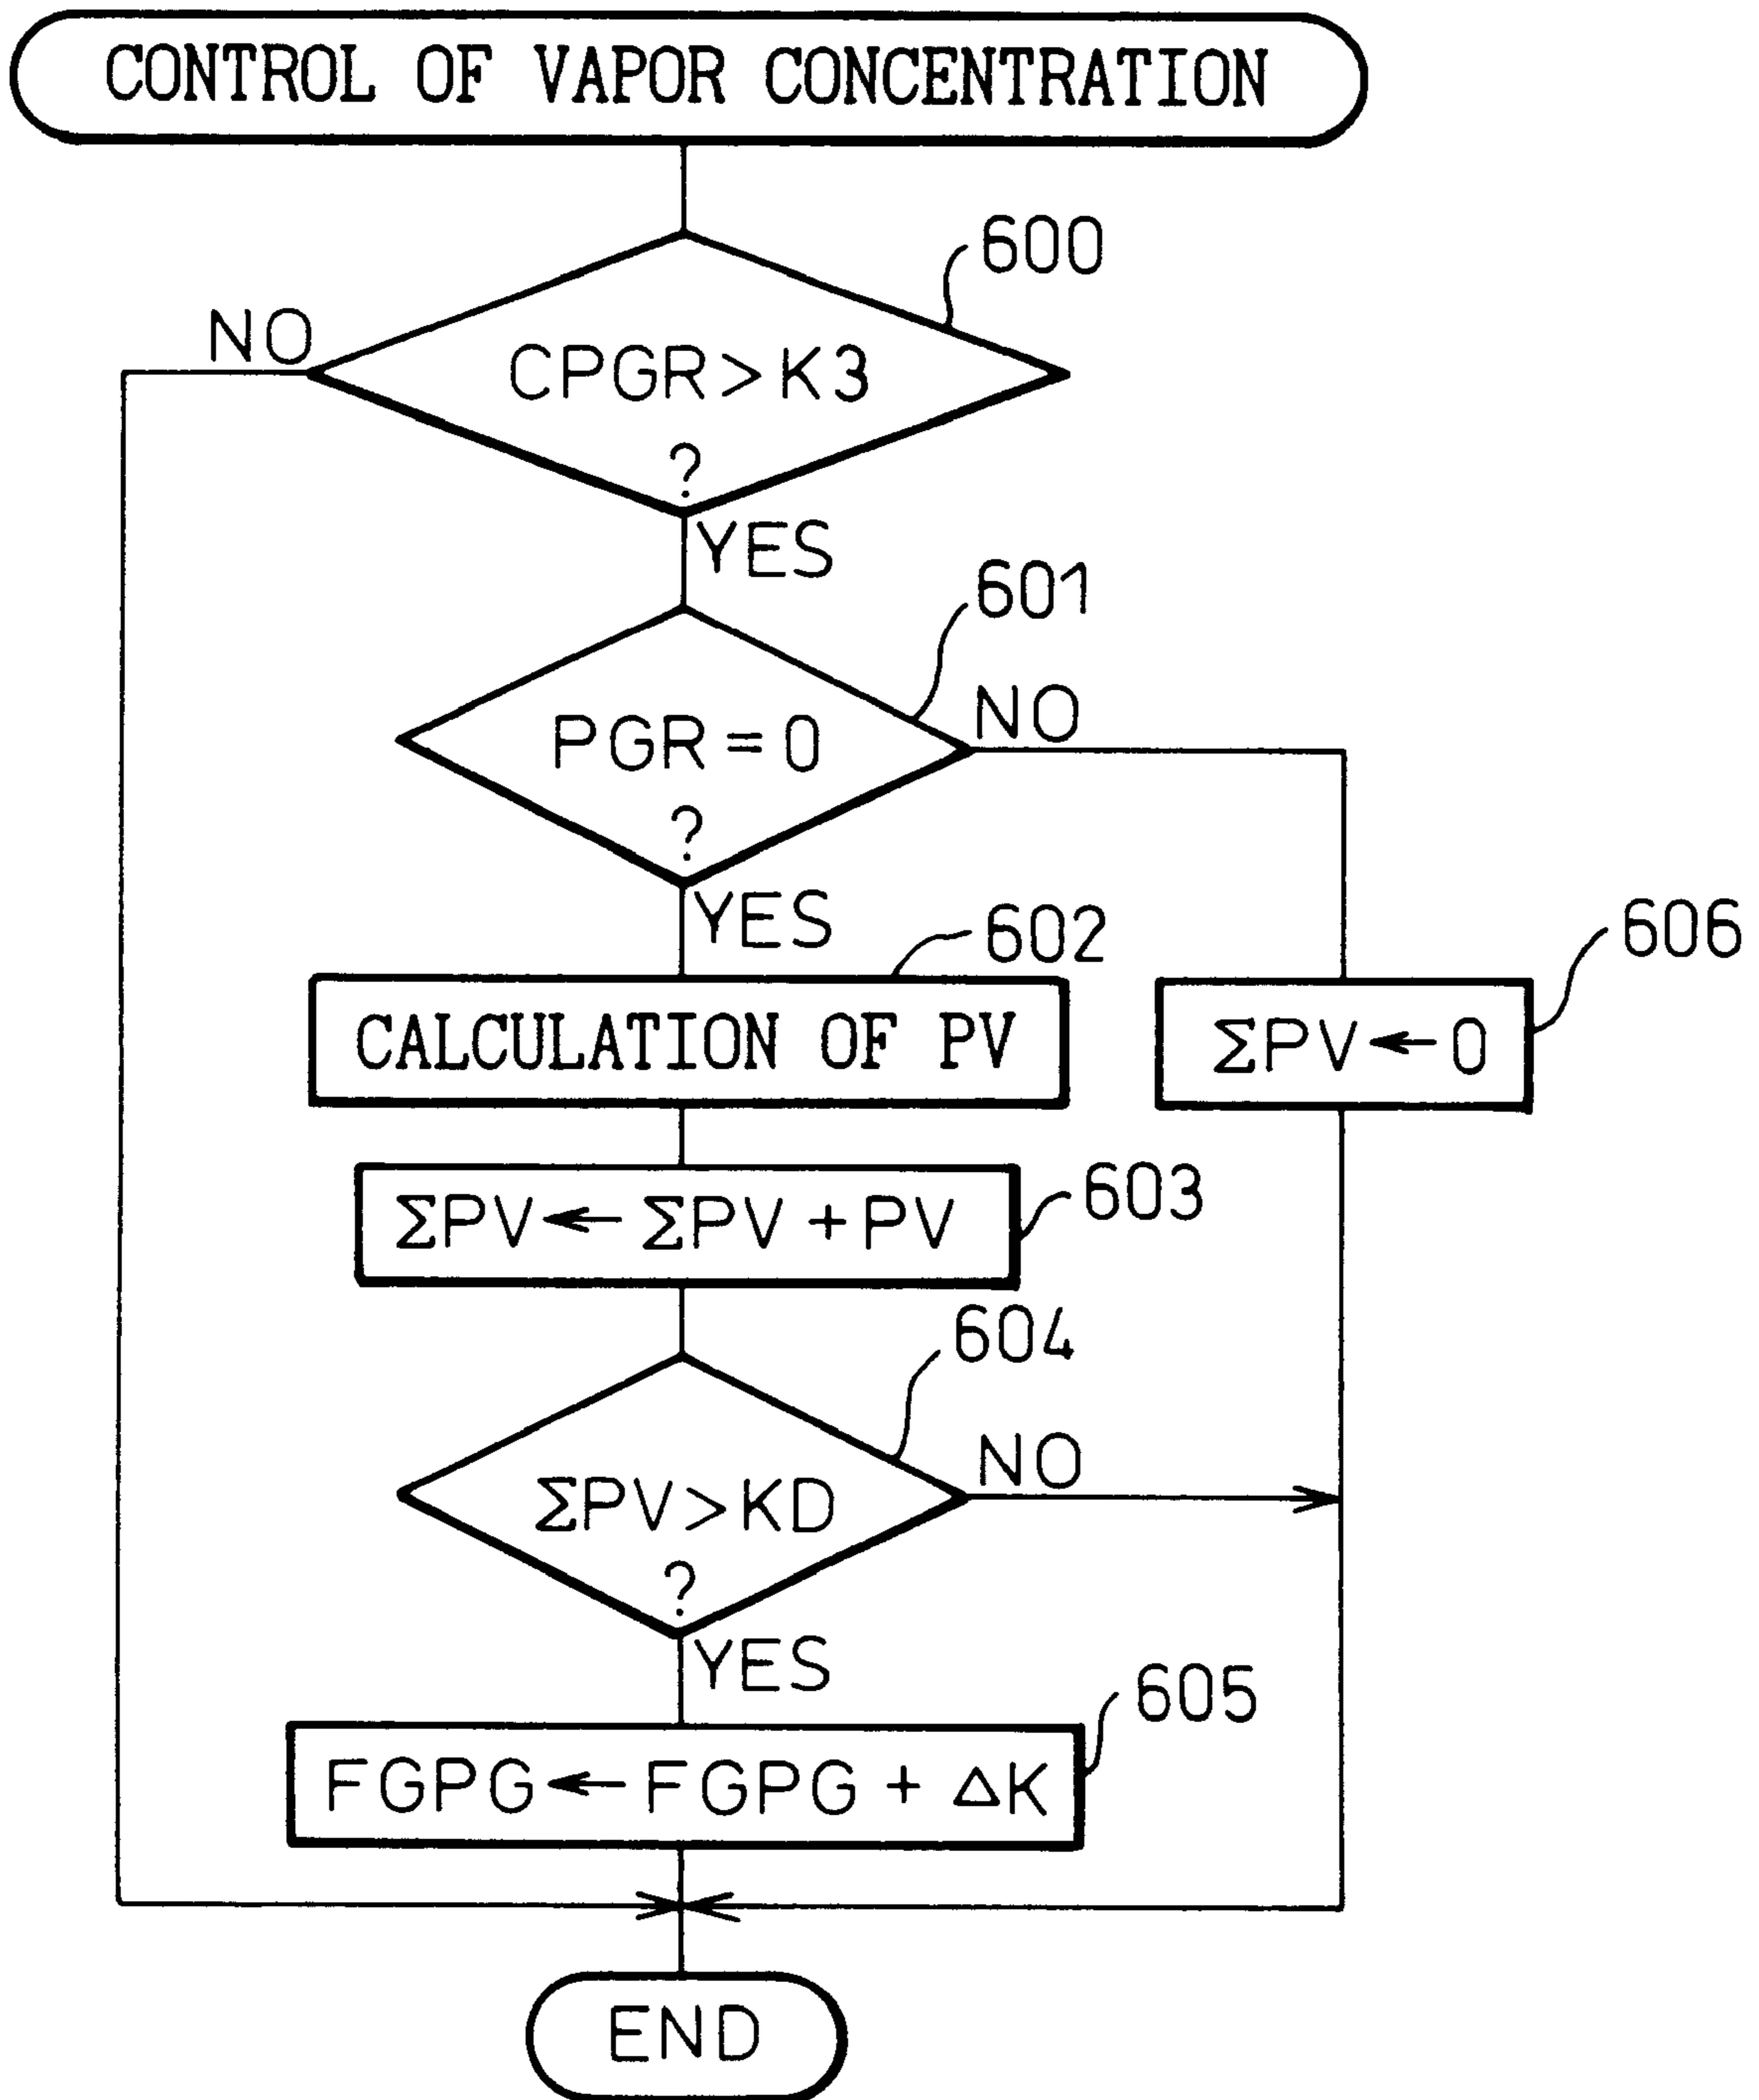 CONTROL OF VAPOR CONCENTRATION
600
NO
CPGR>K3
?
YES
601
PGR=0
?
NO
YES
602
606
CALCULATION OF PV
ΣPV←0
603
ΣPV←ΣPV+PV
604
ΣPV>KD
?
NO
YES
605
FGPG←FGPG+ΔK
END